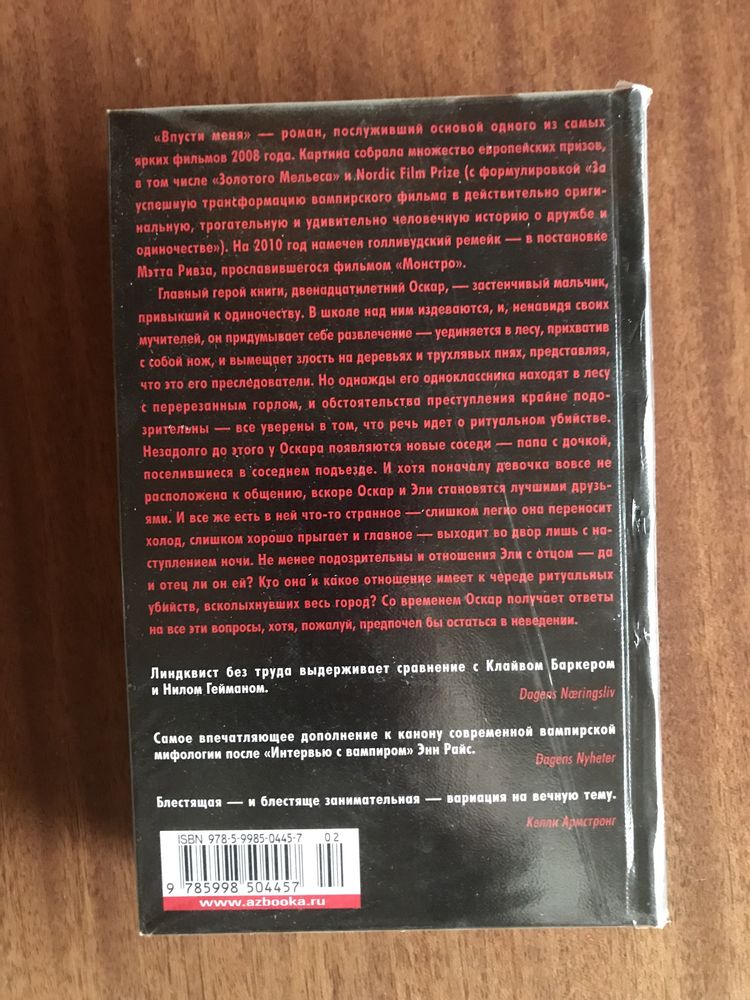 «Впусти меня» — роман, послуживший основой одного из самых
ярких фильмов 2008 года. Картина собрала множество европейских призов,
в том числе «Золотого Мельеса» и Nordic Film Prize (с формулировкой «За
успешную трансформацию вампирского фильма в действительно ориги-
нальную, трогательную и удивительно человечную историю о дружбе и
одиночестве»). На 2010 год намечен голливудский ремейк — в постановке
Мэтта Ривза, прославившегося фильмом «Монстро».
Главный герой книги, двенадцатилетний Оскар, — застенчивый мальчик,
привыкший к одиночеству. В школе над ним издеваются, и, ненавидя своих
мучителей, он придумывает себе развлечение — уединяется в лесу, прихватив
с собой нож, и вымещает злость на деревьях и трухлявых пнях, представляя,
что это его преследователи. Но однажды его одноклассника находят в лесу
с перерезанным горлом, и обстоятельства преступления крайне подо-
зрительны — все уверены в том, что речь идет о ритуальном убийстве.
Незадолго до этого у Оскара появляются новые соседи — папа с дочкой,
поселившиеся в соседнем подъезде. И хотя поначалу девочка вовсе не
расположена к общению, вскоре Оскар и Эли становятся лучшими друзь-
ями. И все же есть в ней что-то странное — слишком легко она переносит
холод, слишком хорошо прыгает и главное — выходит во двор лишь с на-
ступлением ночи. Не менее подозрительны и отношения Эли с отцом — да
и отец ли он ей? Кто она и какое отношение имеет к череде ритуальных
убийств, всколыхнувших весь город? Со временем Оскар получает ответы
на все эти вопросы, хотя, пожалуй, предпочел бы остаться в неведении.
Линдквист без труда выдерживает сравнение с Клайвом Баркером
и Нилом Гейманом.
Dagens Næringsliv
Самое впечатляющее дополнение к канону современной вампирской
мифологии после «Интервью с вампиром» Энн Райс.
Dagens Nyheter
Блестящая — и блестяще занимательная — вариация на вечную тему.
Келли Армстронг
ISBN 978-5-9985-0445-7 02
9 785998 504457
www.azbooka.ru